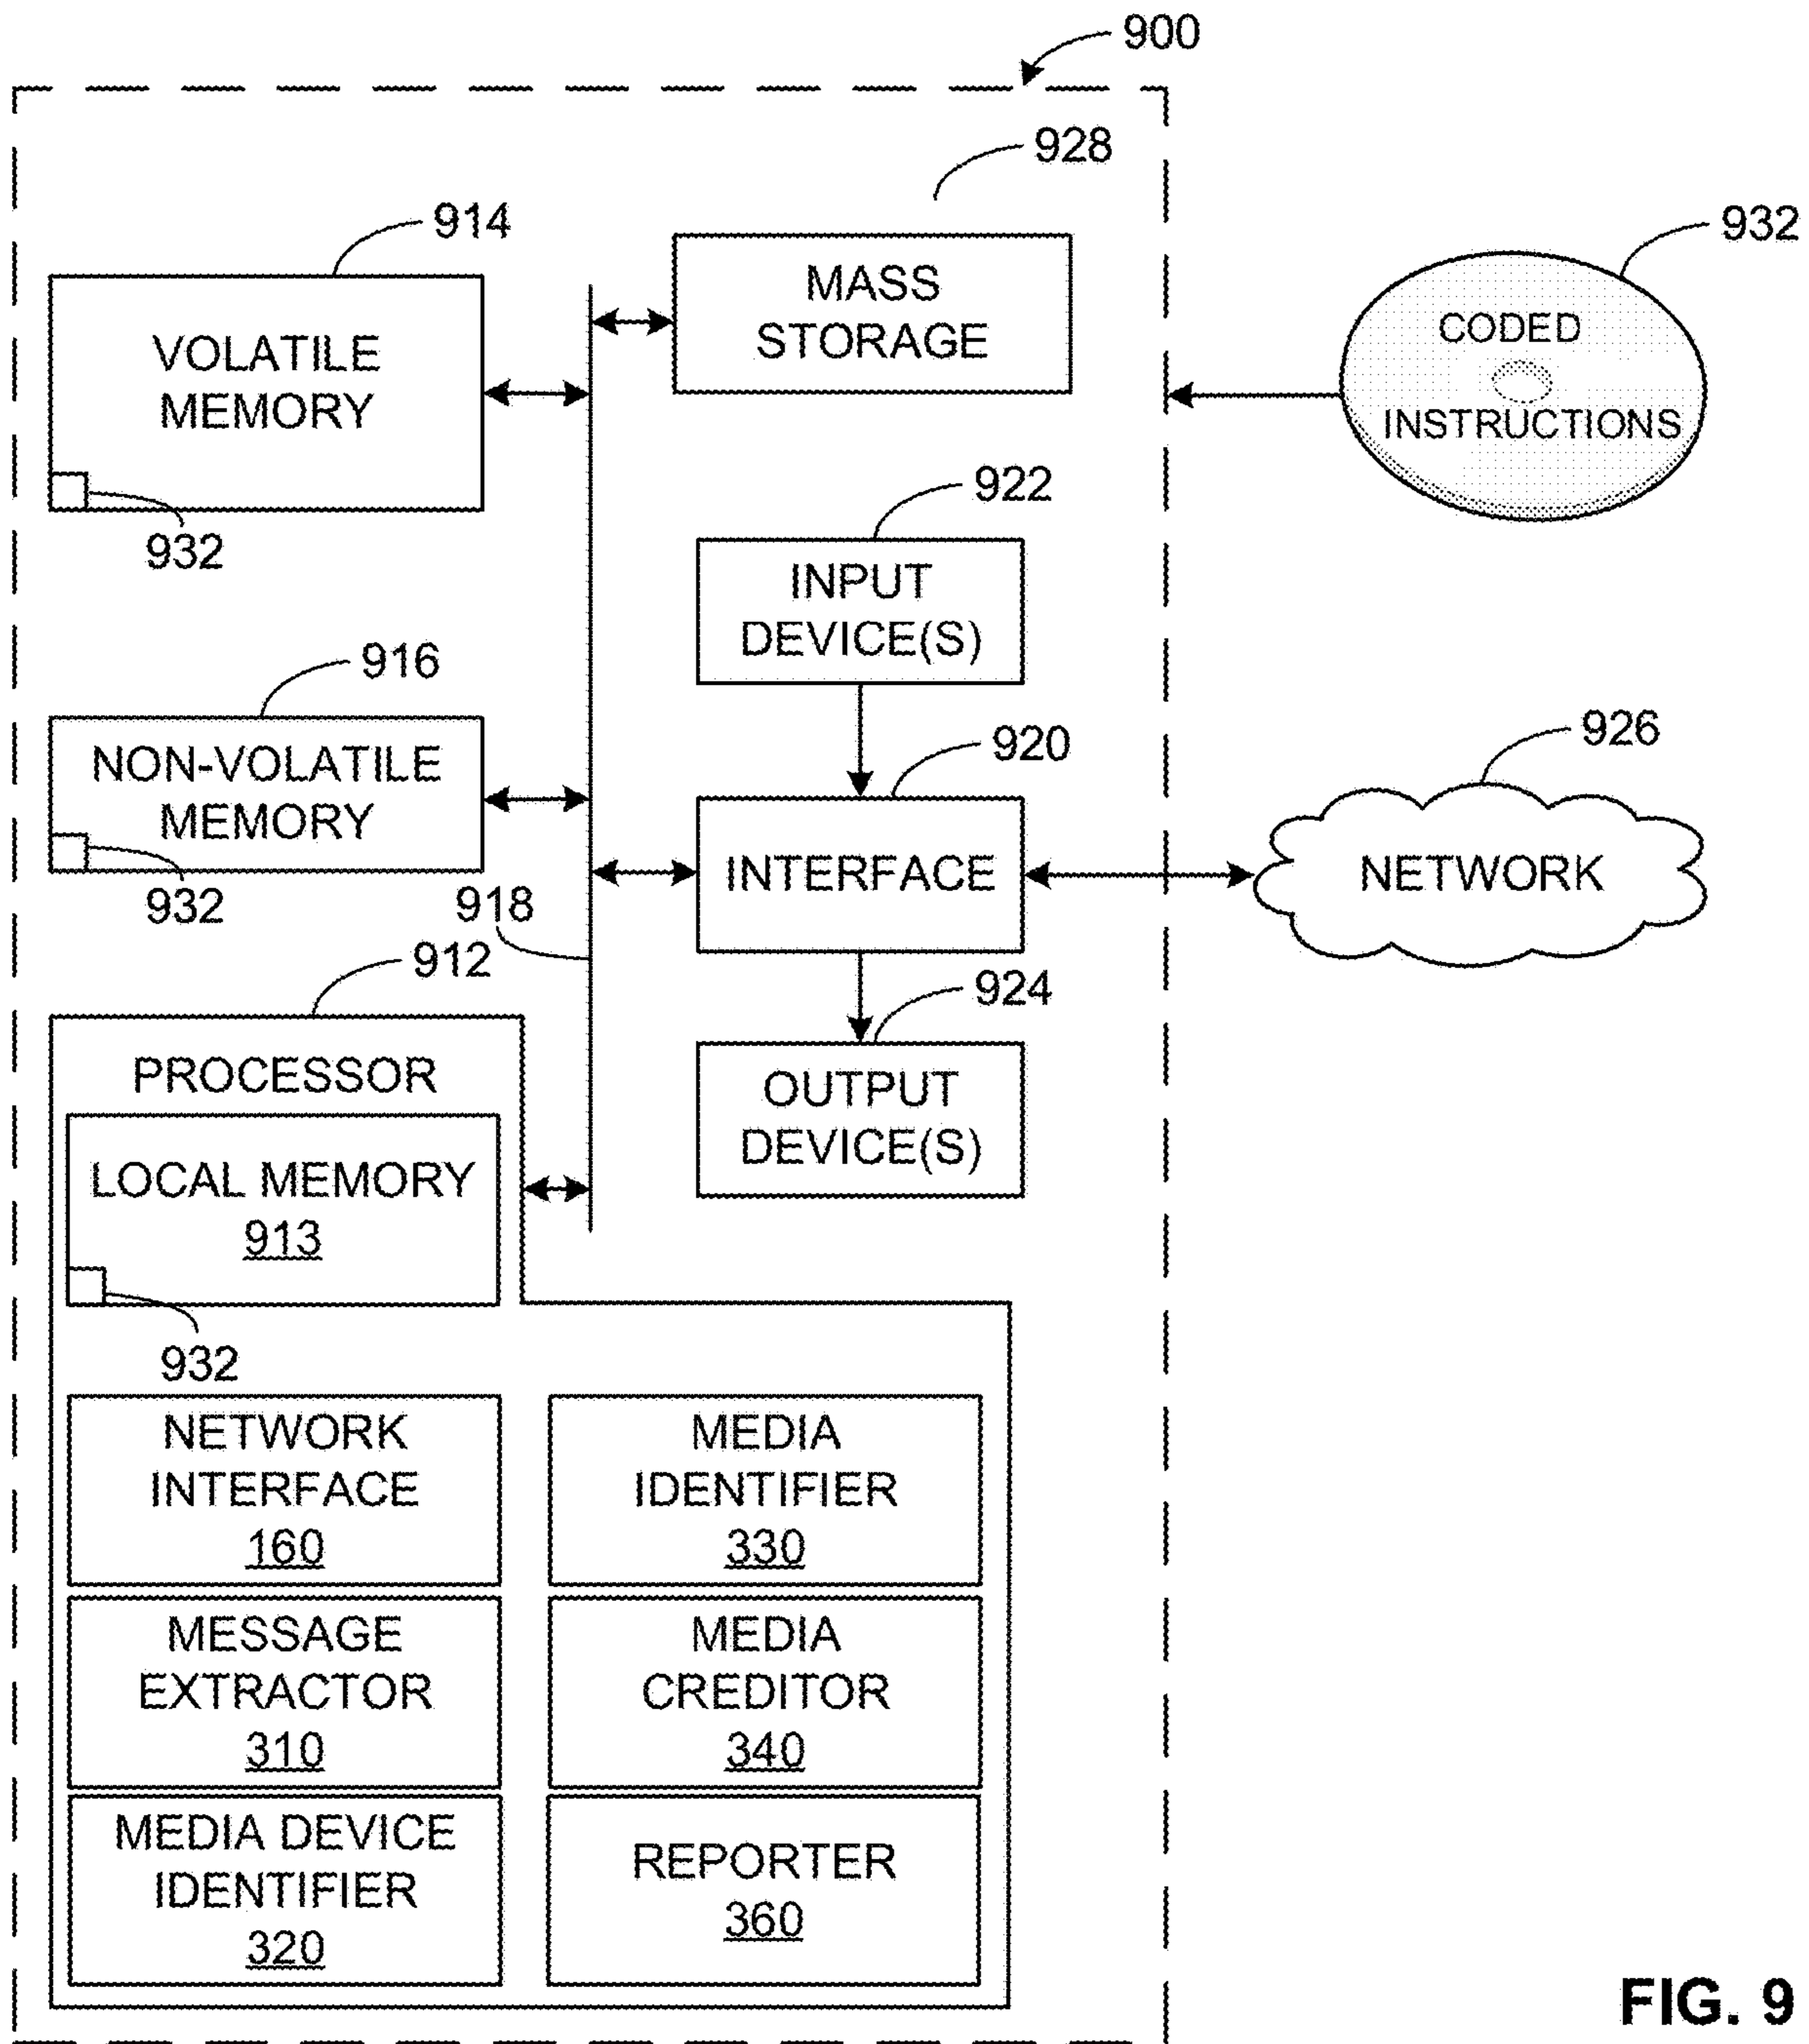 900
928
914
932
MASS
STORAGE
VOLATILE
MEMORY
CODED
INSTRUCTIONS
932
922
INPUT
DEVICE(S)
916
926
920
NON-VOLATILE
MEMORY
INTERFACE
NETWORK
932
918
912
924
PROCESSOR
OUTPUT
DEVICE(S)
LOCAL MEMORY
913
932
NETWORK
INTERFACE
160
MEDIA
IDENTIFIER
330
MESSAGE
EXTRACTOR
310
MEDIA
CREDITOR
340
MEDIA DEVICE
IDENTIFIER
320
REPORTER
360
FIG. 9